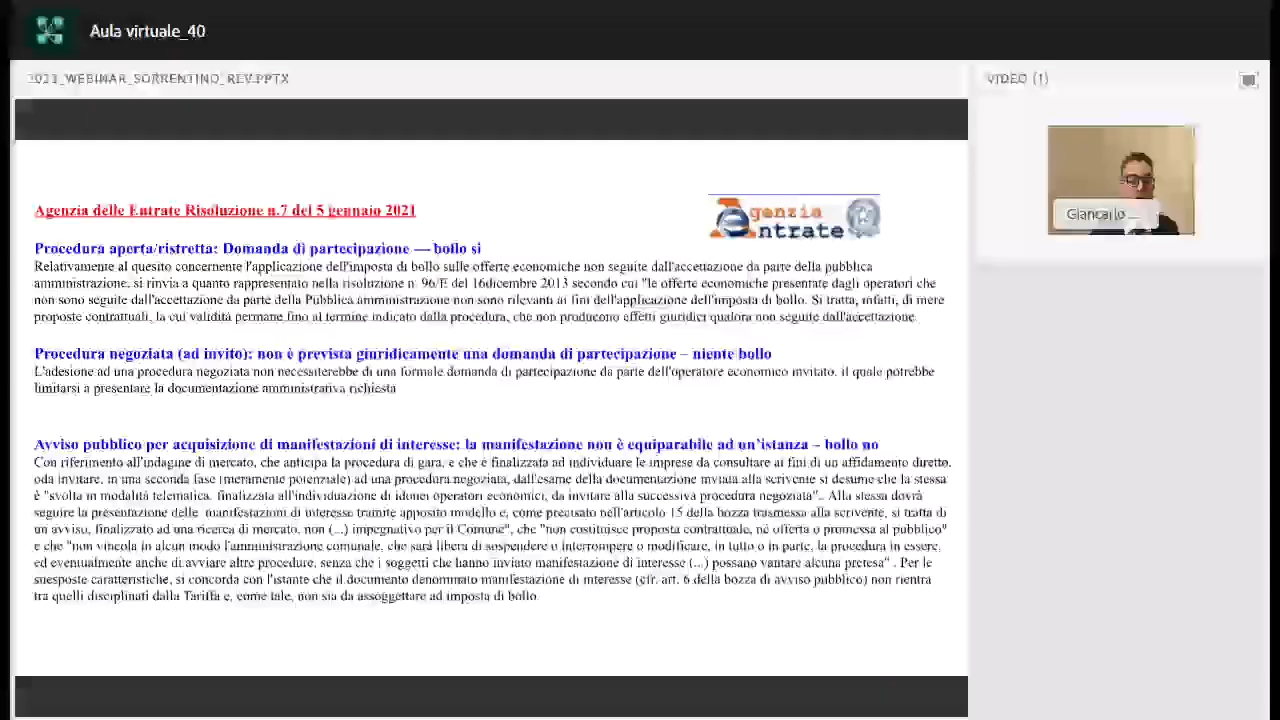 Aula virtuale_40
2021_WEBINAR_SORRENTINO_REV.PPTX
VIDEO (1)
Giancarlo ...
Agenzia delle Entrate Risoluzione n.7 del 5 gennaio 2021
Agenzia
Entrate
Procedura aperta/ristretta: Domanda di partecipazione — bollo si
Relativamente al quesito concernente l'applicazione dell'imposta di bollo sulle offerte economiche non seguite dall'accettazione da parte della pubblica
amministrazione, si rinvia a quanto rappresentato nella risoluzione n. 96/E del 16dicembre 2013 secondo cui "le offerte economiche presentate dagli operatori che
non sono seguite dall'accettazione da parte della Pubblica amministrazione non sono rilevanti ai fini dell'applicazione dell'imposta di bollo. Si tratta, infatti, di mere
proposte contrattuali, la cui validità permane fino al termine indicato dalla procedura, che non producono effetti giuridici qualora non seguite dall'accettazione.
Procedura negoziata (ad invito): non è prevista giuridicamente una domanda di partecipazione – niente bollo
L'adesione ad una procedura negoziata non necessiterebbe di una formale domanda di partecipazione da parte dell'operatore economico invitato, il quale potrebbe
limitarsi a presentare la documentazione amministrativa richiesta
Avviso pubblico per acquisizione di manifestazioni di interesse: la manifestazione non è equiparabile ad un'istanza – bollo no
Con riferimento all'indagine di mercato, che anticipa la procedura di gara, e che è finalizzata ad individuare le imprese da consultare ai fini di un affidamento diretto,
oda invitare, in una seconda fase (meramente potenziale) ad una procedura negoziata, dall'esame della documentazione inviata alla scrivente si desume che la stessa
è "svolta in modalità telematica, finalizzata all'individuazione di idonei operatori economici, da invitare alla successiva procedura negoziata".. Alla stessa dovrà
seguire la presentazione delle manifestazioni di interesse tramite apposito modello e, come precisato nell'articolo 15 della bozza trasmessa alla scrivente, si tratta di
un avviso, finalizzato ad una ricerca di mercato, non (...) impegnativo per il Comune", che "non costituisce proposta contrattuale, né offerta o promessa al pubblico"
e che "non vincola in alcun modo l'amministrazione comunale, che sarà libera di sospendere o interrompere o modificare, in tutto o in parte, la procedura in essere,
ed eventualmente anche di avviare altre procedure, senza che i soggetti che hanno inviato manifestazione di interesse (...) possano vantare alcuna pretesa" . Per le
suesposte caratteristiche, si concorda con l'istante che il documento denominato manifestazione di interesse (cfr. art. 6 della bozza di avviso pubblico) non rientra
tra quelli disciplinati dalla Tariffa e, come tale, non sia da assoggettare ad imposta di bollo.